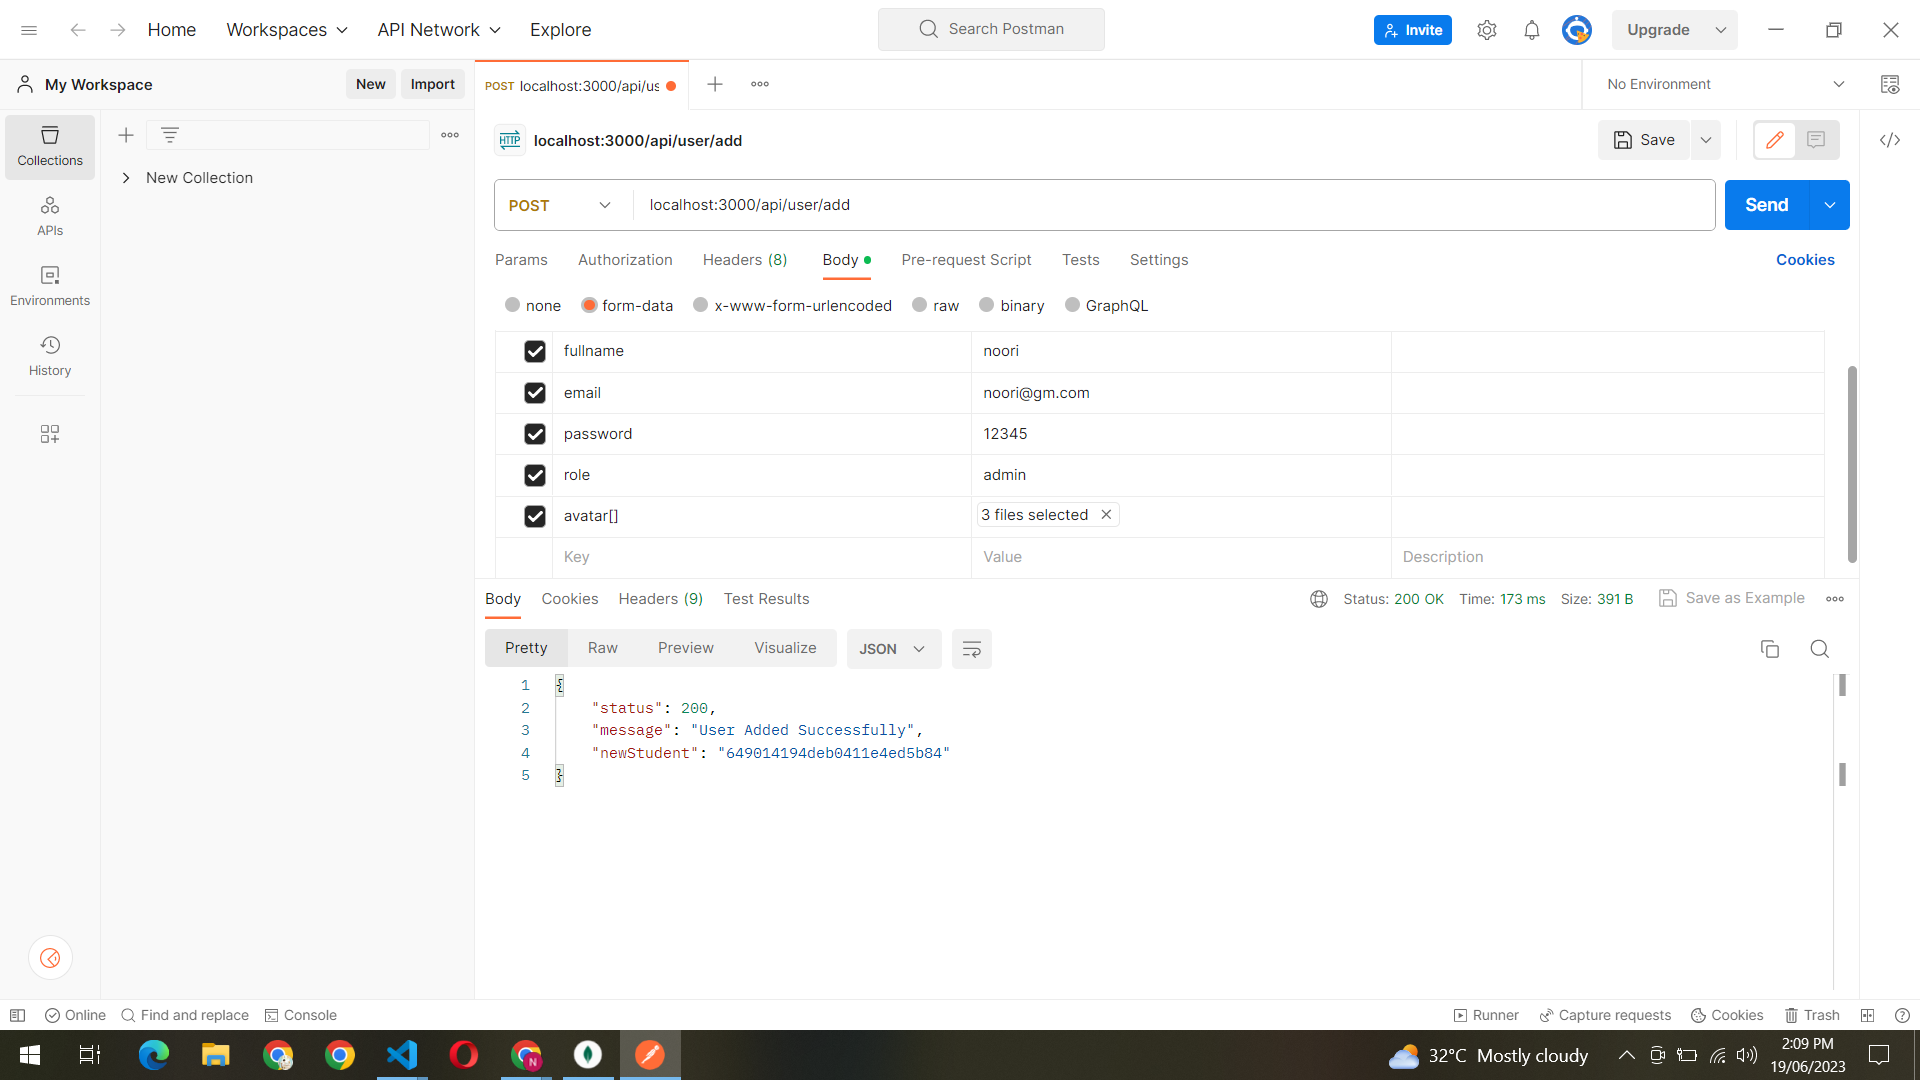 Home Workspaces API Network Explore Search Postman Invite Upgrade
My Workspace New Import POST localhost:3000/api/us No Environment
Collections
APIs
Environments
History
New Collection
HTTP localhost:3000/api/user/add Save
POST localhost:3000/api/user/add Send
Params Authorization Headers (8) Body Pre-request Script Tests Settings Cookies
none form-data x-www-form-urlencoded raw binary GraphQL
fullname noori
email noori@gm.com
password 12345
role admin
avatar[] 3 files selected
Key Value Description
Body Cookies Headers (9) Test Results Status: 200 OK Time: 173 ms Size: 391 B Save as Example
Pretty Raw Preview Visualize JSON
1 {
2 "status": 200,
3 "message": "User Added Successfully",
4 "newStudent": "649014194deb0411e4ed5b84"
5 }
Online Find and replace Console Runner Capture requests Cookies Trash
32°C Mostly cloudy 2:09 PM
19/06/2023